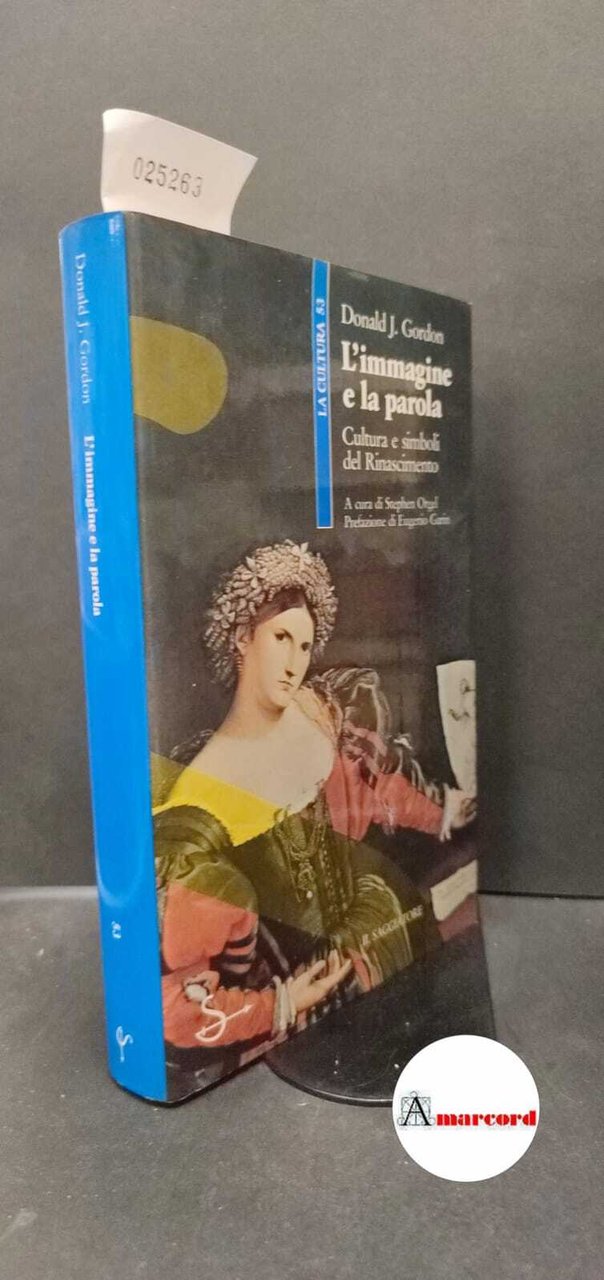 025263
Donald J. Gordon
L'immagine e la parola
53
LA CULTURA 53
Donald J. Gordon
L'immagine
e la parola
Cultura e simboli
del Rinascimento
A cura di Stephen Orgel
Prefazione di Eugenio Garin
IL SAGGIATORE
Amarcord